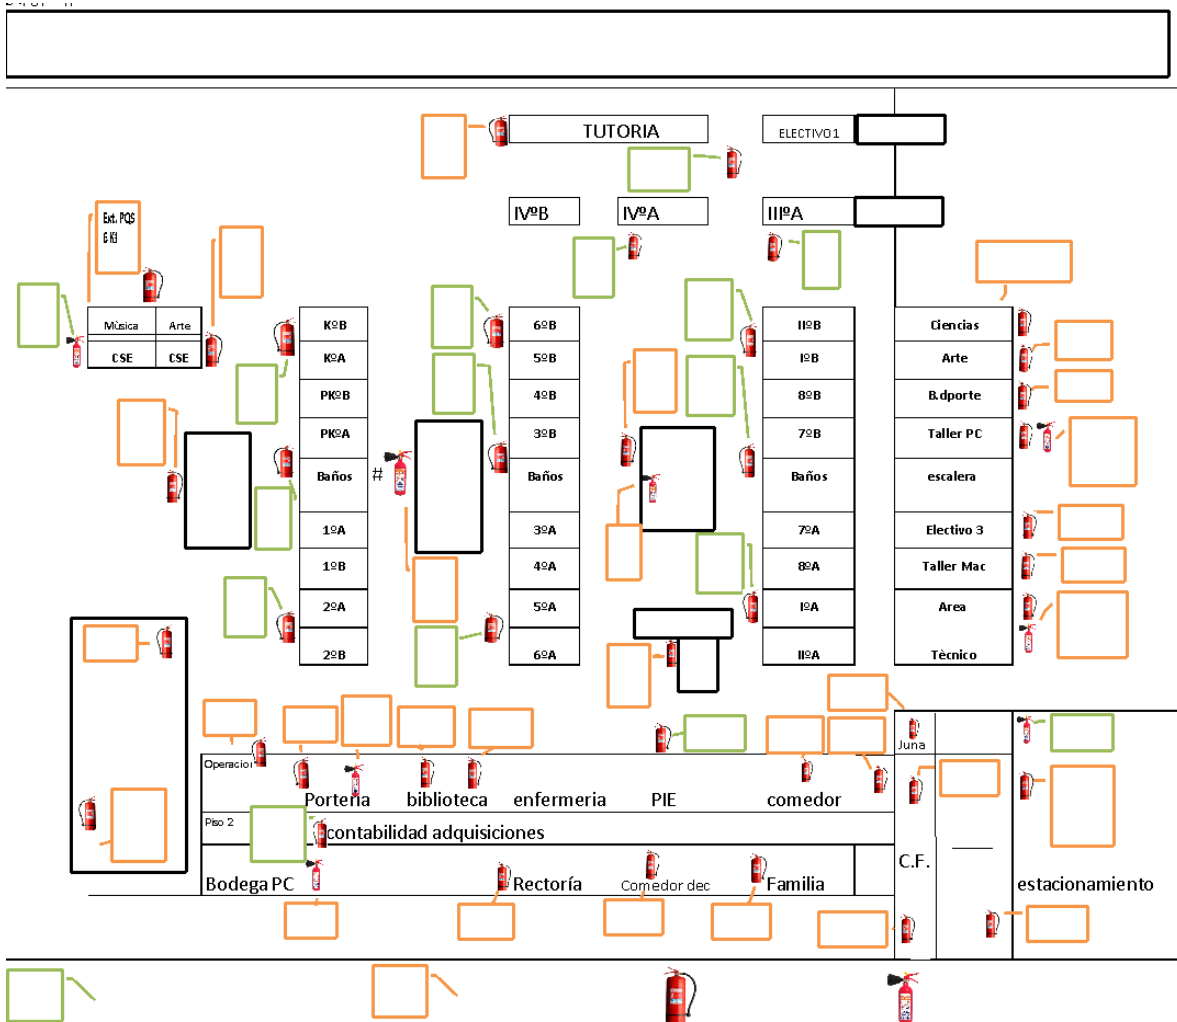 TUTORIA
ELECTIVO1
IVºB
IVºA
IIIºA
Ext. PQS
6 Kl
Mùsica
Arte
CSE
CSE
KºB
KºA
PKºB
PKºA
Baños
1ºA
1ºB
2ºA
2ºB
#
6ºB
5ºB
4ºB
3ºB
Baños
3ºA
4ºA
5ºA
6ºA
IIºB
IºB
8ºB
7ºB
Baños
7ºA
8ºA
IºA
IIºA
Ciencias
Arte
B.dporte
Taller PC
escalera
Electivo 3
Taller Mac
Area
Tècnico
Juna
Operacion
Porteria
biblioteca
enfermeria
PIE
comedor
Piso 2
contabilidad adquisiciones
C.F.
Bodega PC
Rectoría
Comedor dec
Familia
estacionamiento